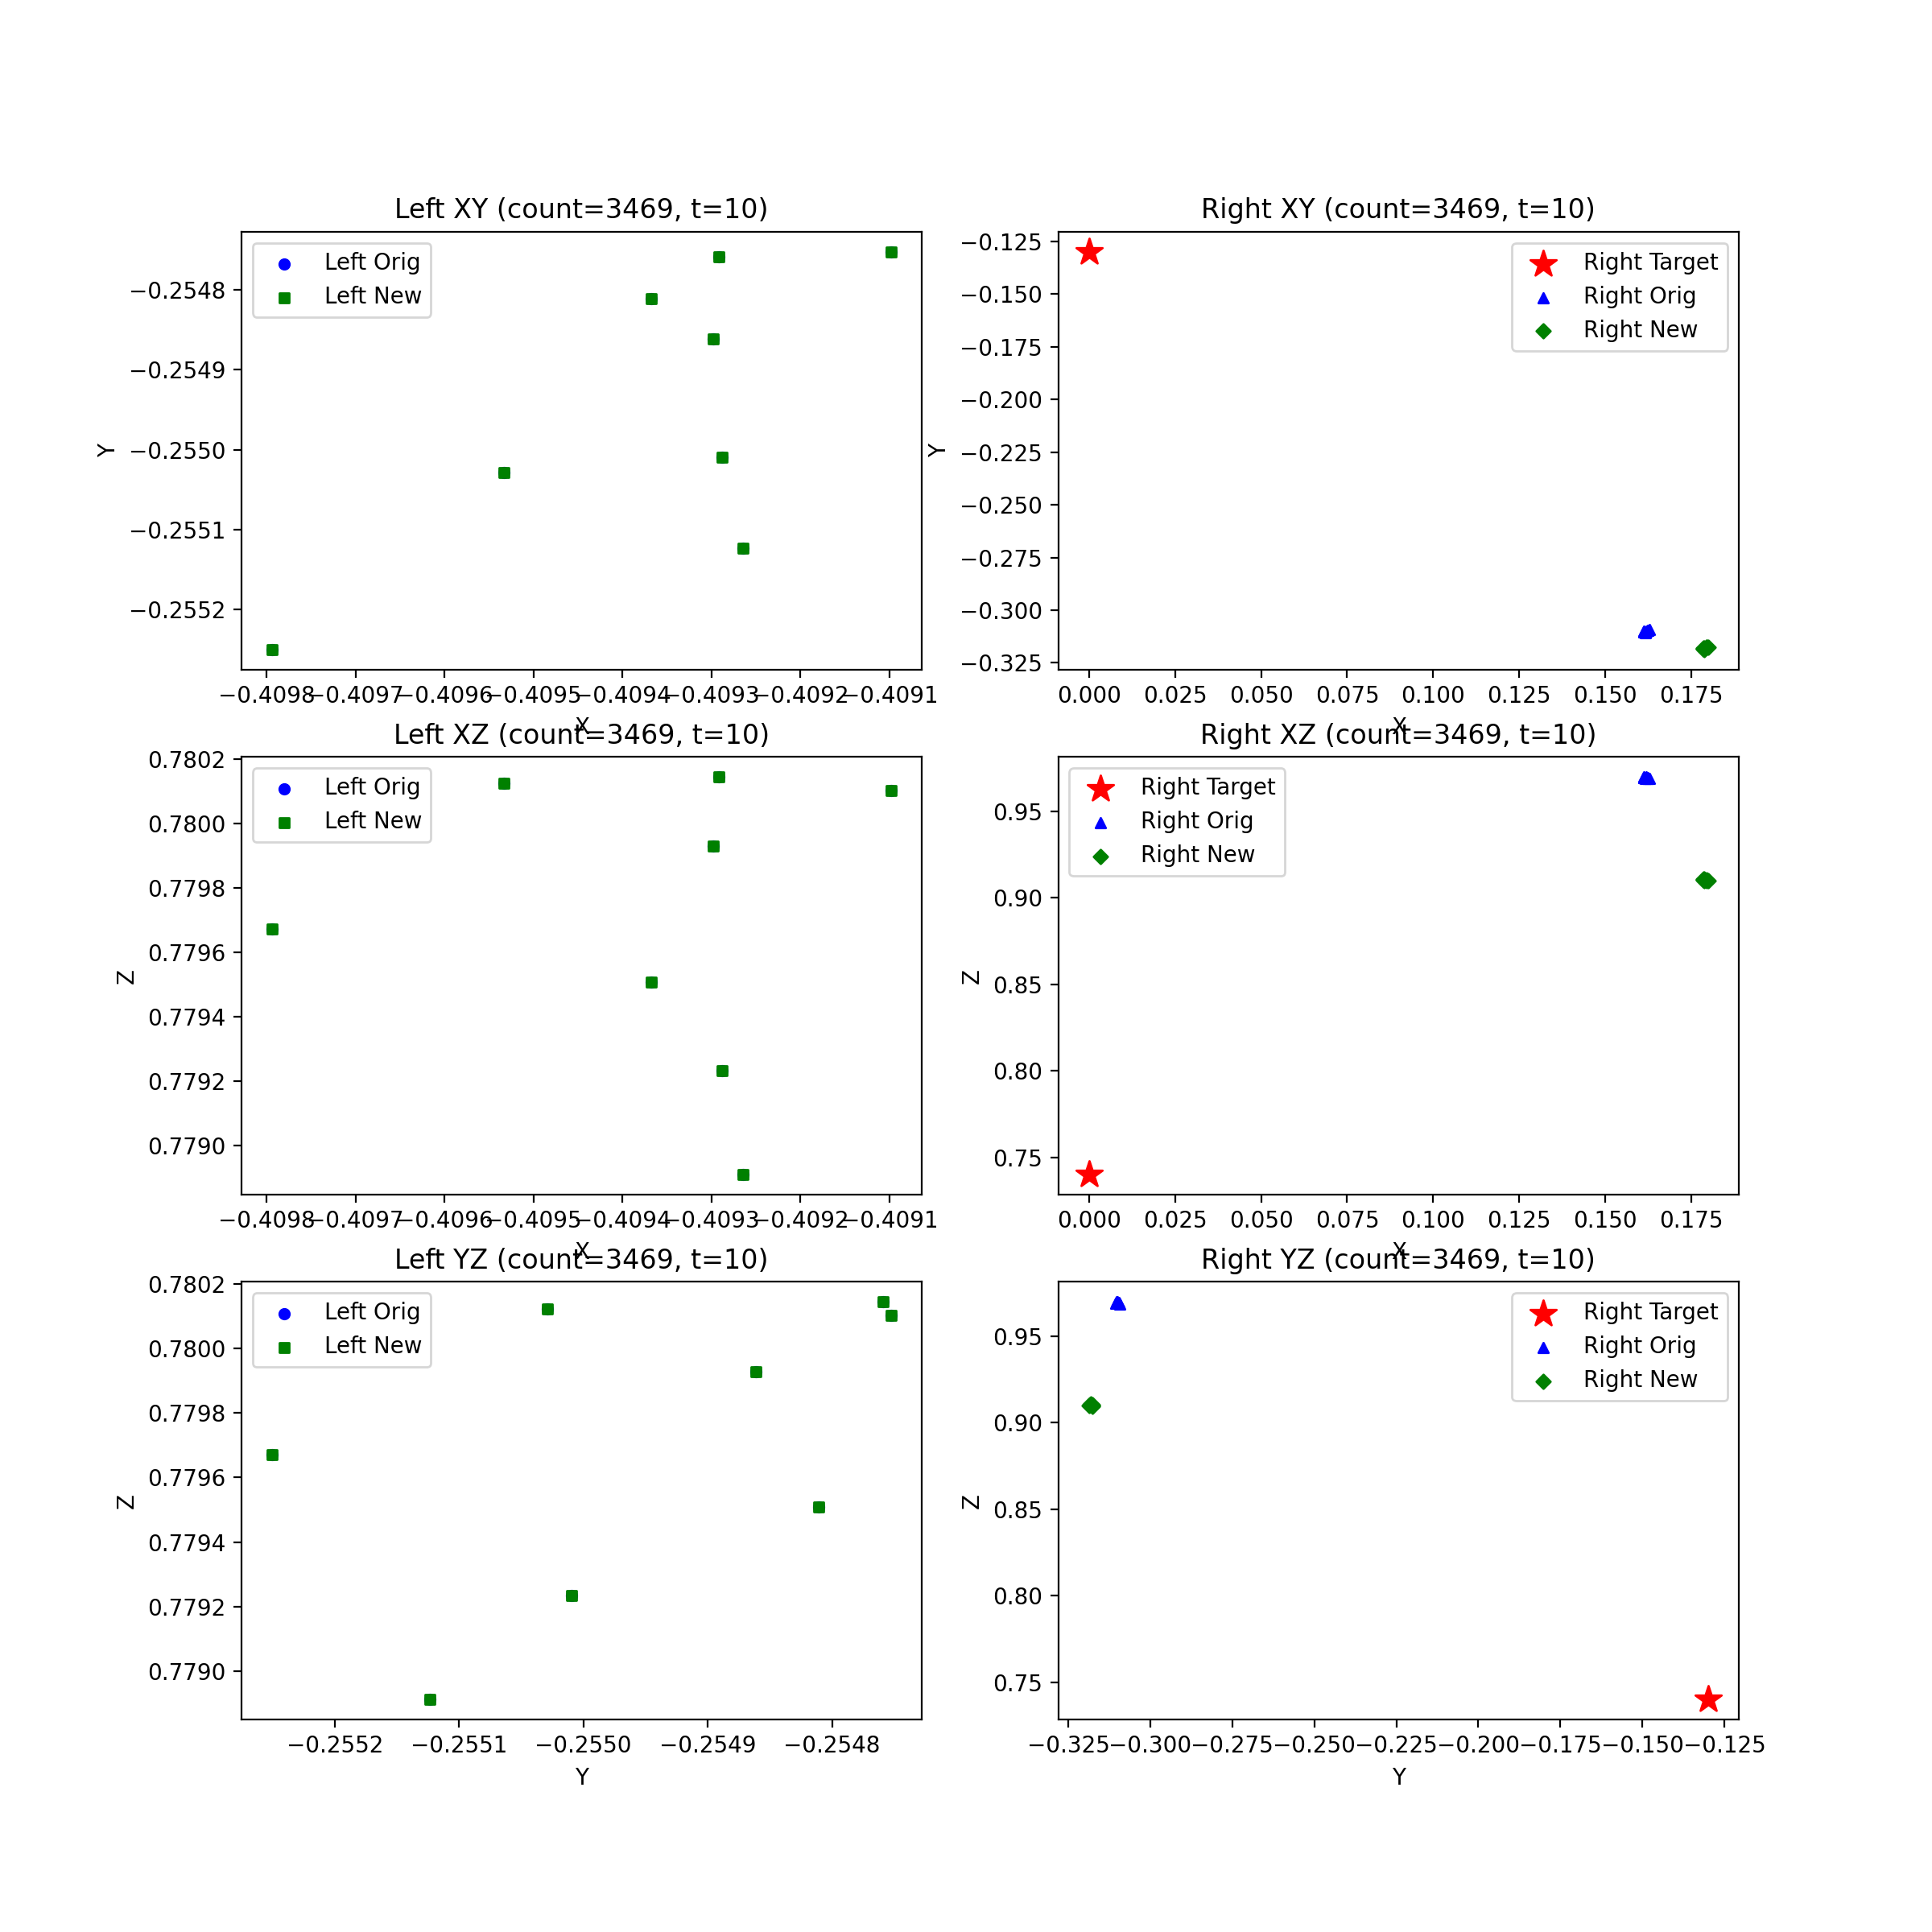 Left XY (count=3469, t=10)
Left Orig
Left New
Y
−0.2548
−0.2549
−0.2550
−0.2551
−0.2552
−0.4098 −0.4097 −0.4096 −0.4095 −0.4094 −0.4093 −0.4092 −0.4091
X
Right XY (count=3469, t=10)
Right Target
Right Orig
Right New
Y
−0.125
−0.150
−0.175
−0.200
−0.225
−0.250
−0.275
−0.300
−0.325
0.000 0.025 0.050 0.075 0.100 0.125 0.150 0.175
X
Left XZ (count=3469, t=10)
Left Orig
Left New
Z
0.7802
0.7800
0.7798
0.7796
0.7794
0.7792
0.7790
−0.4098 −0.4097 −0.4096 −0.4095 −0.4094 −0.4093 −0.4092 −0.4091
X
Right XZ (count=3469, t=10)
Right Target
Right Orig
Right New
Z
0.95
0.90
0.85
0.80
0.75
0.000 0.025 0.050 0.075 0.100 0.125 0.150 0.175
X
Left YZ (count=3469, t=10)
Left Orig
Left New
Z
0.7802
0.7800
0.7798
0.7796
0.7794
0.7792
0.7790
−0.2552 −0.2551 −0.2550 −0.2549 −0.2548
Y
Right YZ (count=3469, t=10)
Right Target
Right Orig
Right New
Z
0.95
0.90
0.85
0.80
0.75
−0.325 −0.300 −0.275 −0.250 −0.225 −0.200 −0.175 −0.150 −0.125
Y